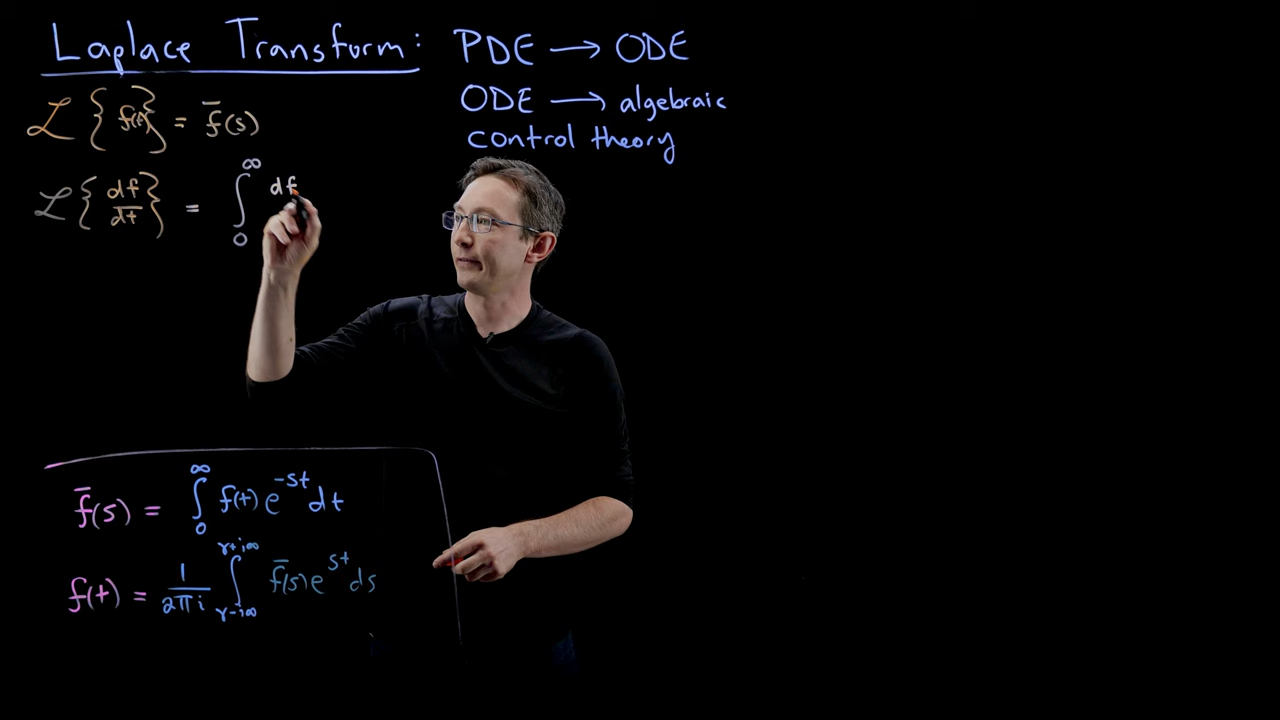 Laplace Transform: PDE → ODE
ODE → algebraic
control theory
ℒ{f(t)} = f̄(s)
ℒ{df/dt} = ∫₀^∞ df
f̄(s) = ∫₀^∞ f(t) e^{-st} dt
f(t) = 1/(2πi) ∫_{γ-i∞}^{γ+i∞} f̄(s) e^{st} ds